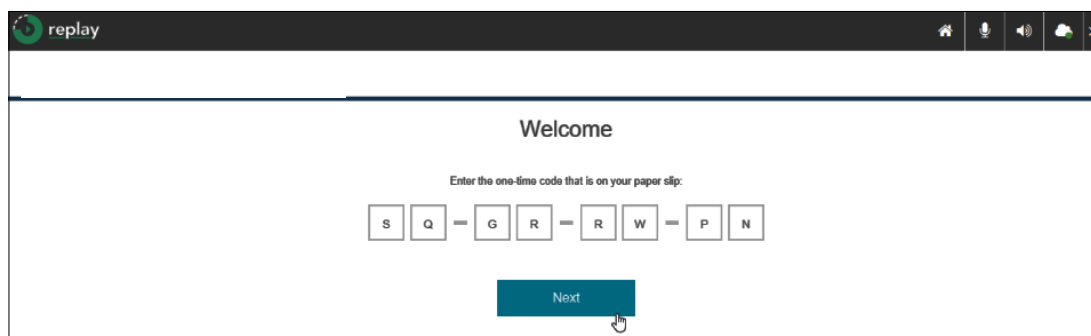 replay
Welcome
Enter the one-time code that is on your paper slip:
S Q - G R - R W - P N
Next